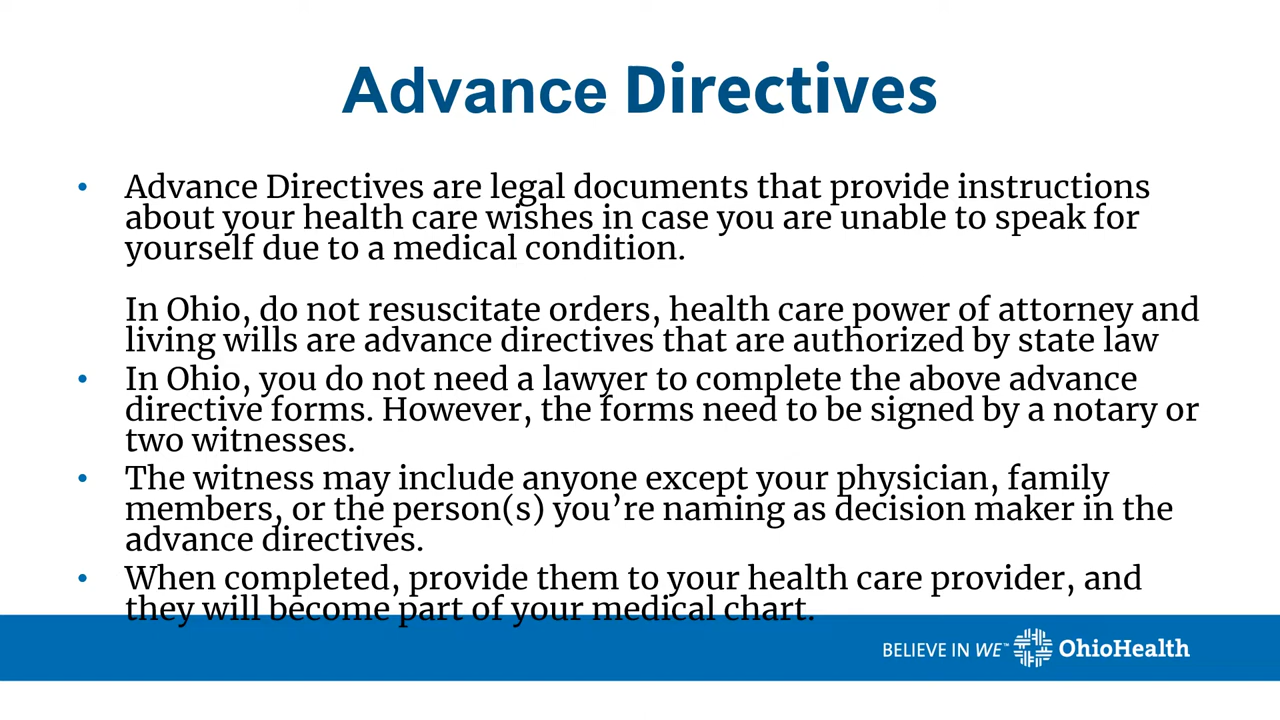 Advance Directives
• Advance Directives are legal documents that provide instructions
about your health care wishes in case you are unable to speak for
yourself due to a medical condition.
In Ohio, do not resuscitate orders, health care power of attorney and
living wills are advance directives that are authorized by state law
• In Ohio, you do not need a lawyer to complete the above advance
directive forms. However, the forms need to be signed by a notary or
two witnesses.
• The witness may include anyone except your physician, family
members, or the person(s) you’re naming as decision maker in the
advance directives.
• When completed, provide them to your health care provider, and
they will become part of your medical chart.
BELIEVE IN WE™ OhioHealth